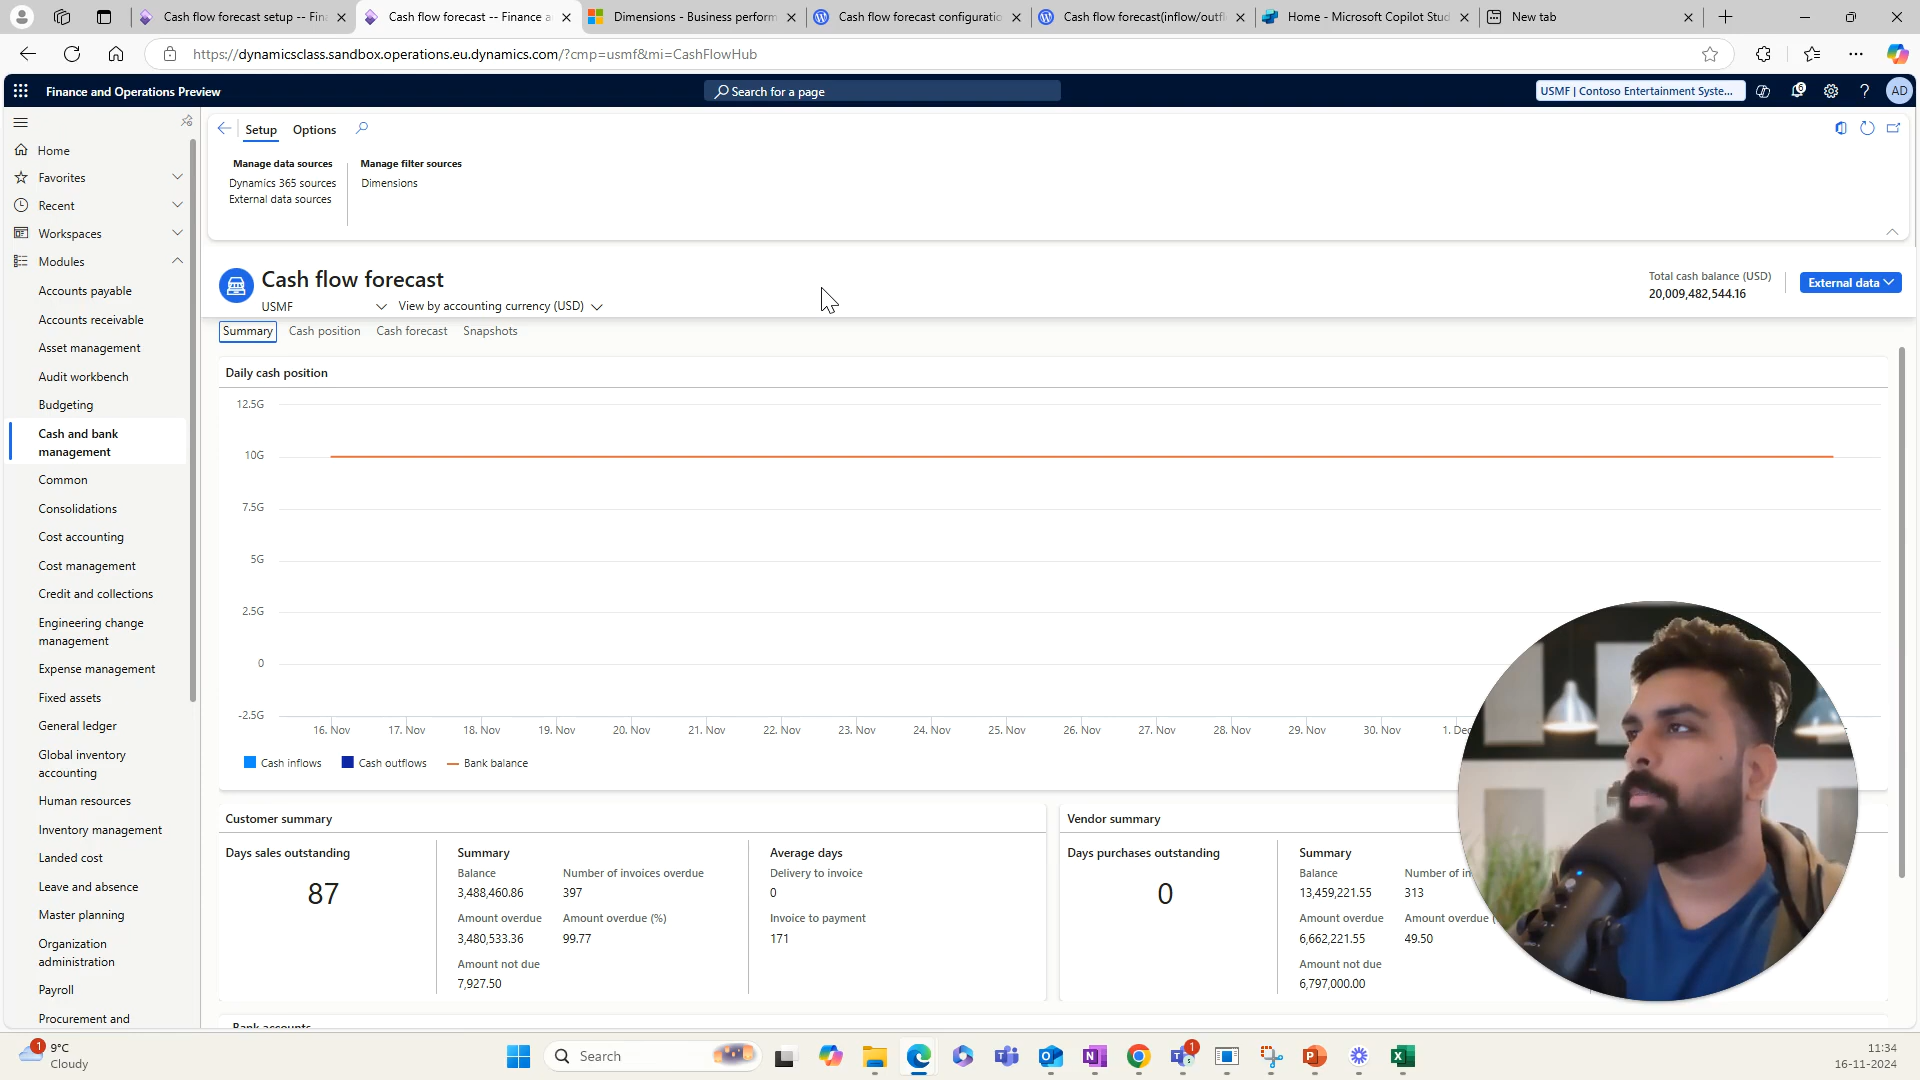 Cash flow forecast setup -- Fin
Cash flow forecast -- Finance a
Dimensions - Business perform
Cash flow forecast configuratio
Cash flow forecast(inflow/outfl
Home - Microsoft Copilot Stud
New tab
https://dynamicsclass.sandbox.operations.eu.dynamics.com/?cmp=usmf&mi=CashFlowHub
Finance and Operations Preview
Search for a page
USMF | Contoso Entertainment Syste...
6
?
AD
Home
Favorites
Recent
Workspaces
Modules
Accounts payable
Accounts receivable
Asset management
Audit workbench
Budgeting
Cash and bank
management
Common
Consolidations
Cost accounting
Cost management
Credit and collections
Engineering change
management
Expense management
Fixed assets
General ledger
Global inventory
accounting
Human resources
Inventory management
Landed cost
Leave and absence
Master planning
Organization
administration
Payroll
Procurement and
Setup Options
Manage data sources
Dynamics 365 sources
External data sources
Manage filter sources
Dimensions
Cash flow forecast
USMF View by accounting currency (USD)
Total cash balance (USD)
20,009,482,544.16
External data
Summary Cash position Cash forecast Snapshots
Daily cash position
12.5G
10G
7.5G
5G
2.5G
0
-2.5G
16. Nov 17. Nov 18. Nov 19. Nov 20. Nov 21. Nov 22. Nov 23. Nov 24. Nov 25. Nov 26. Nov 27. Nov 28. Nov 29. Nov 30. Nov 1. Dec
Cash inflows Cash outflows Bank balance
Customer summary
Days sales outstanding
87
Summary
Balance Number of invoices overdue
3,488,460.86 397
Amount overdue Amount overdue (%)
3,480,533.36 99.77
Amount not due
7,927.50
Average days
Delivery to invoice
0
Invoice to payment
171
Vendor summary
Days purchases outstanding
0
Summary
Balance Number of in
13,459,221.55 313
Amount overdue Amount overdue (
6,662,221.55 49.50
Amount not due
6,797,000.00
Bank accounts
1
9°C
Cloudy
Search
1
11:34
16-11-2024